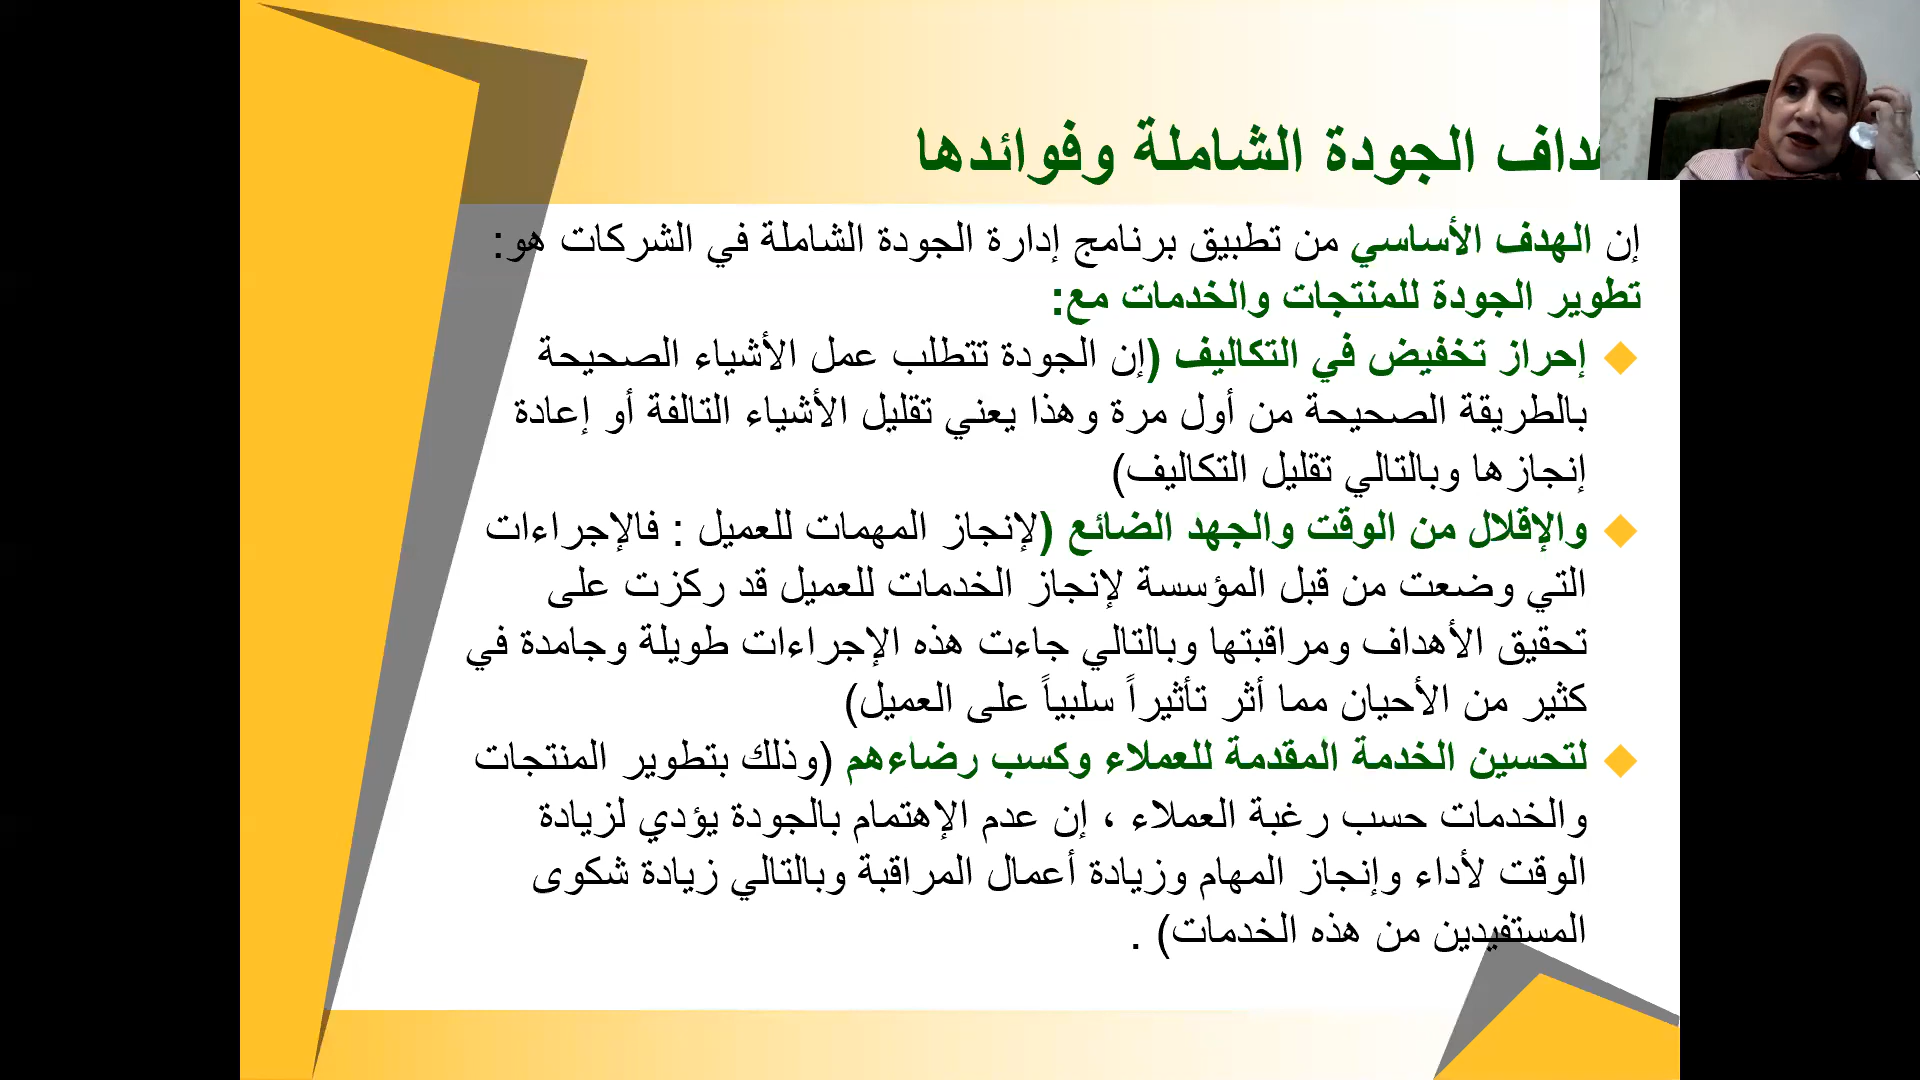 الجودة الشاملة وفوائدها
إن الهدف الأساسي من تطبيق برنامج إدارة الجودة الشاملة في الشركات هو:
تطوير الجودة للمنتجات والخدمات مع:
إحراز تخفيض في التكاليف (إن الجودة تتطلب عمل الأشياء الصحيحة
بالطريقة الصحيحة من أول مرة وهذا يعني تقليل الأشياء التالفة أو إعادة
إنجازها وبالتالي تقليل التكاليف)
والإقلال من الوقت والجهد الضائع (لإنجاز المهمات للعميل : فالإجراءات
التي وضعت من قبل المؤسسة لإنجاز الخدمات للعميل قد ركزت على
تحقيق الأهداف ومراقبتها وبالتالي جاءت هذه الإجراءات طويلة وجامدة في
كثير من الأحيان مما أثر تأثيراً سلبياً على العميل)
لتحسين الخدمة المقدمة للعملاء وكسب رضاءهم (وذلك بتطوير المنتجات
والخدمات حسب رغبة العملاء ، إن عدم الإهتمام بالجودة يؤدي لزيادة
الوقت لأداء وإنجاز المهام وزيادة أعمال المراقبة وبالتالي زيادة شكوى
المستفيدين من هذه الخدمات) .